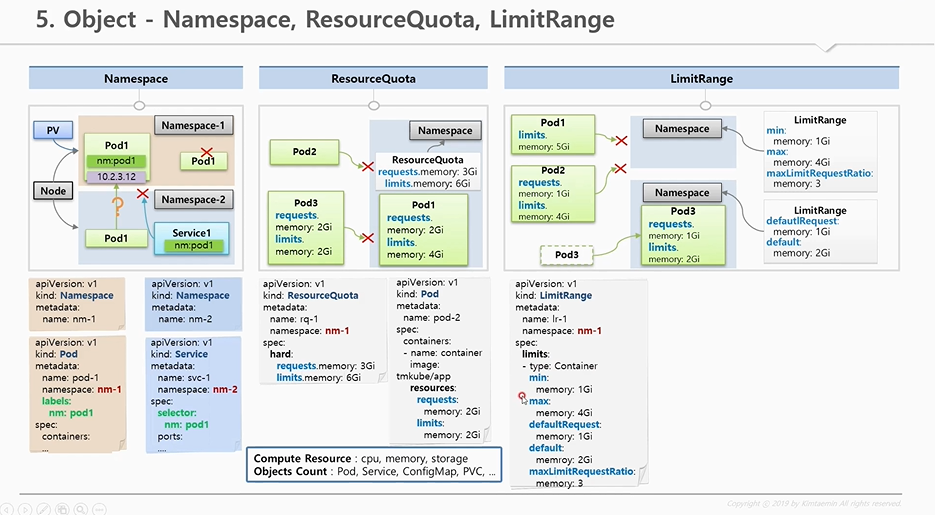 5. Object - Namespace, ResourceQuota, LimitRange
Namespace
PV
Namespace-1
Pod1
nm:pod1
10.2.3.12
Pod1
Node
Namespace-2
?
Pod1
Service1
nm:pod1
apiVersion: v1
kind: Namespace
metadata:
name: nm-1
apiVersion: v1
kind: Namespace
metadata:
name: nm-2
apiVersion: v1
kind: Pod
metadata:
name: pod-1
namespace: nm-1
labels:
nm: pod1
spec:
containers:
...
apiVersion: v1
kind: Service
metadata:
name: svc-1
namespace: nm-2
spec:
selector:
nm: pod1
ports:
....
ResourceQuota
Namespace
Pod2
ResourceQuota
requests.memory: 3Gi
limits.memory: 6Gi
Pod3
requests.
memory: 2Gi
limits.
memory: 2Gi
Pod1
requests.
memory: 2Gi
limits.
memory: 4Gi
apiVersion: v1
kind: ResourceQuota
metadata:
name: rq-1
namespace: nm-1
spec:
hard:
requests.memory: 3Gi
limits.memory: 6Gi
apiVersion: v1
kind: Pod
metadata:
name: pod-2
spec:
containers:
- name: container
image:
tmkube/app
resources:
requests:
memory: 2Gi
limits:
memory: 2Gi
Compute Resource : cpu, memory, storage
Objects Count : Pod, Service, ConfigMap, PVC, ...
LimitRange
Pod1
limits.
memory: 5Gi
Pod2
requests.
memory: 1Gi
limits.
memory: 4Gi
Namespace
LimitRange
min:
memory: 1Gi
max:
memory: 4Gi
maxLimitRequestRatio:
memory: 3
Namespace
Pod3
requests.
memory: 1Gi
limits.
memory: 2Gi
Pod3
LimitRange
defautlRequest:
memory: 1Gi
default:
memory: 2Gi
apiVersion: v1
kind: LimitRange
metadata:
name: lr-1
namespace: nm-1
spec:
limits:
- type: Container
min:
memory: 1Gi
max:
memory: 4Gi
defaultRequest:
memory: 1Gi
default:
memroy: 2Gi
maxLimitRequestRatio:
memory: 3
Copyright ⓒ 2019 by Kimtaemin All rights reserved.